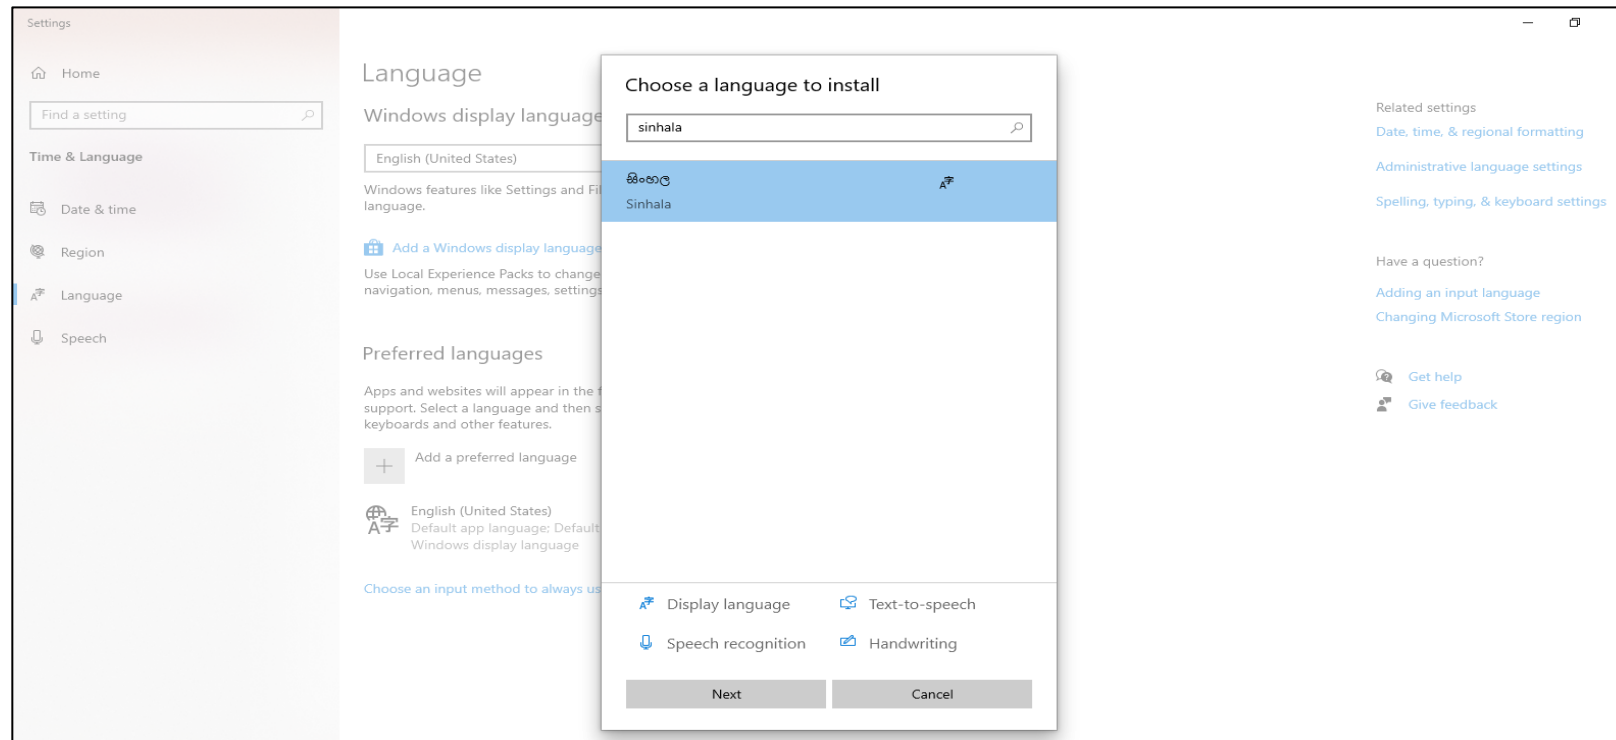 Settings
Home
Find a setting
Time & Language
Date & time
Region
Language
Speech
Language
Windows display language
English (United States)
Windows features like Settings and Fil
language.
Add a Windows display language
Use Local Experience Packs to change
navigation, menus, messages, settings
Preferred languages
Apps and websites will appear in the f
support. Select a language and then s
keyboards and other features.
Add a preferred language
English (United States)
Default app language; Default
Windows display language
Choose an input method to always us
Choose a language to install
sinhala
සිංහල
Sinhala
Display language
Text-to-speech
Speech recognition
Handwriting
Next
Cancel
Related settings
Date, time, & regional formatting
Administrative language settings
Spelling, typing, & keyboard settings
Have a question?
Adding an input language
Changing Microsoft Store region
Get help
Give feedback